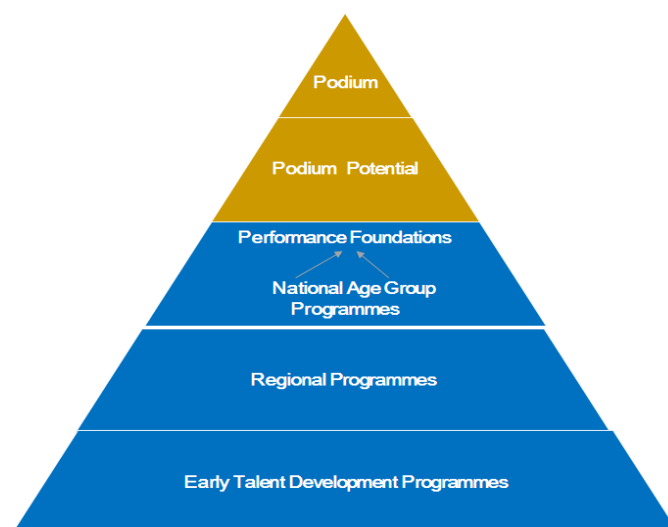 Podium
Podium Potential
Performance Foundations
National Age Group
Programmes
Regional Programmes
Early Talent Development Programmes